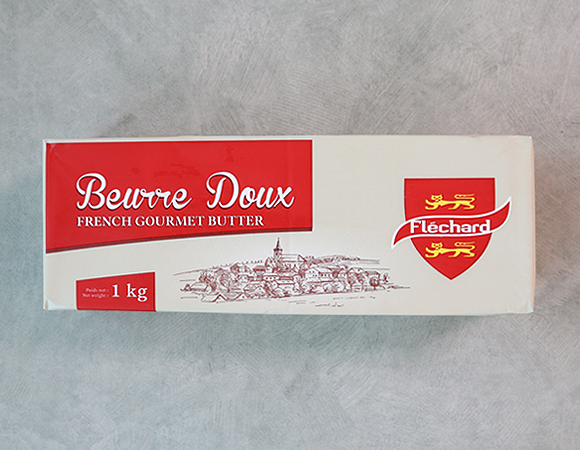 Beurre Doux
FRENCH GOURMET BUTTER
Fléchard
Poids net :
Net weight :
1 kg